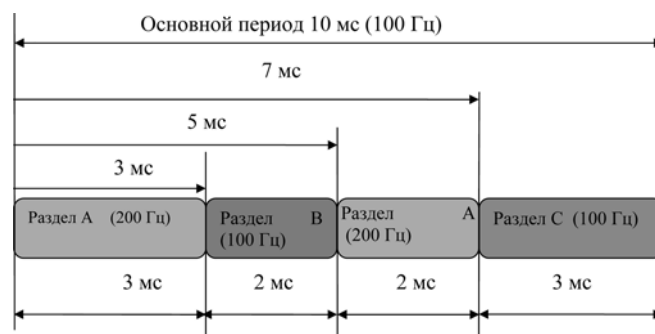 Основной период 10 мс (100 Гц)
7 мс
5 мс
3 мс
Раздел А (200 Гц)
Раздел В
(100 Гц)
Раздел А
(200 Гц)
Раздел С (100 Гц)
3 мс
2 мс
2 мс
3 мс